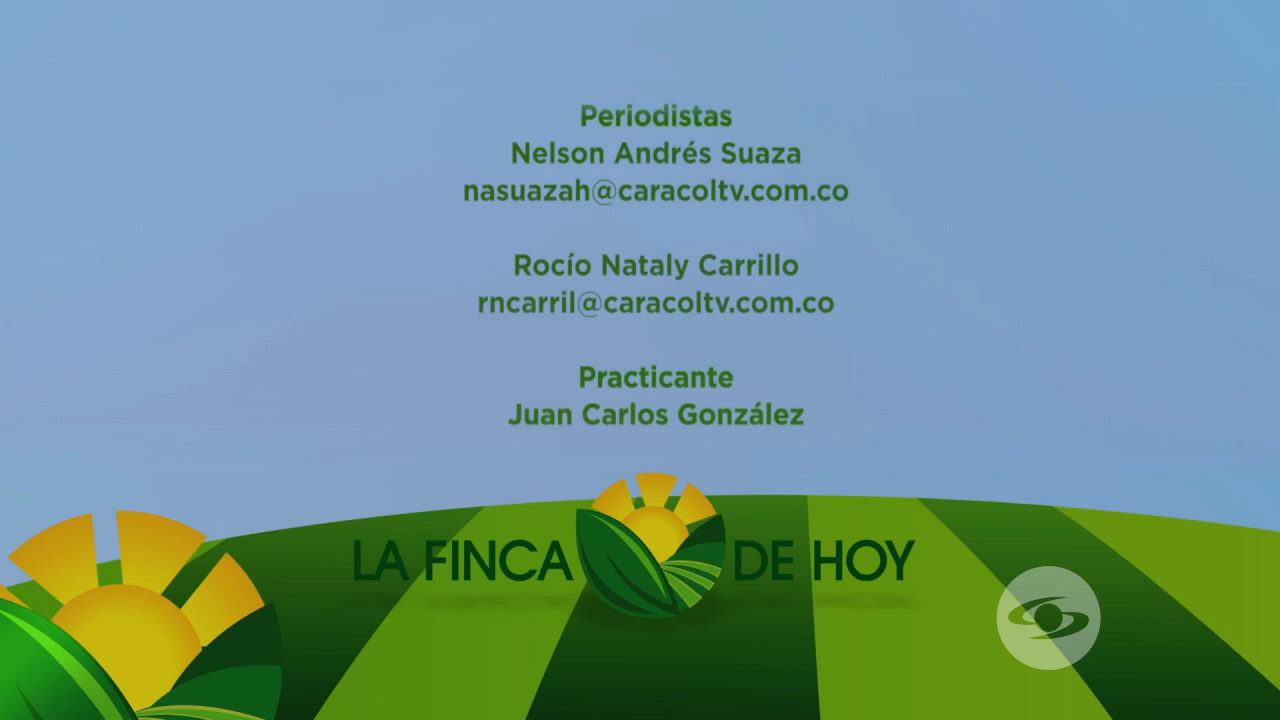 Periodistas
Nelson Andrés Suaza
nasuazah@caracoltv.com.co
Rocío Nataly Carrillo
rncarril@caracoltv.com.co
Practicante
Juan Carlos González
LA FINCA DE HOY